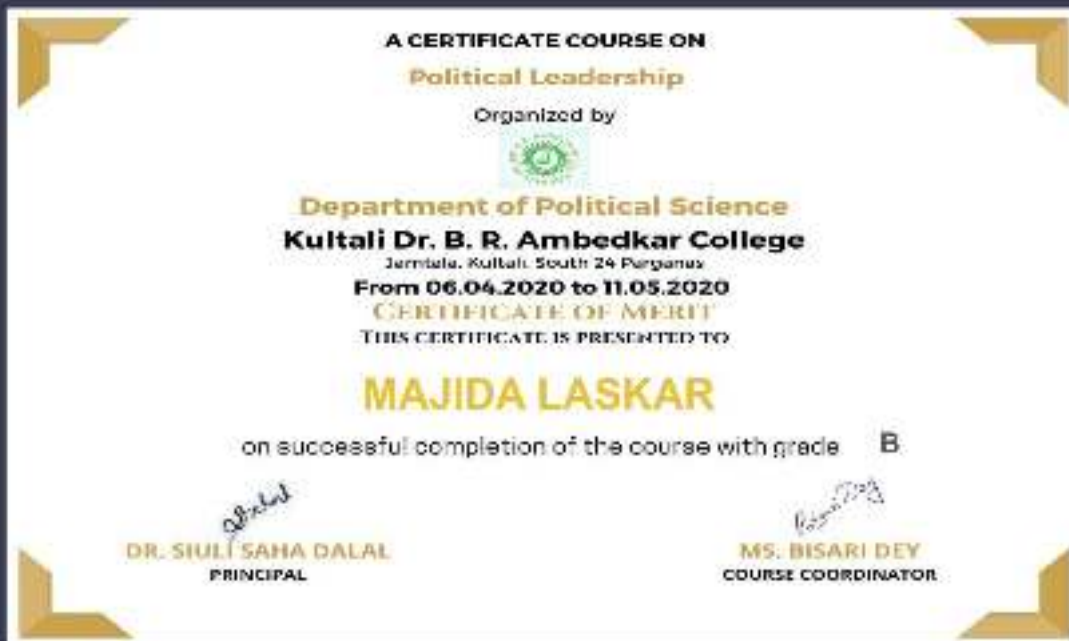 A CERTIFICATE COURSE ON
Political Leadership
Organized by
Department of Political Science
Kultali Dr. B. R. Ambedkar College
Jamtala, Kultali, South 24 Parganas
From 06.04.2020 to 11.05.2020
CERTIFICATE OF MERIT
THIS CERTIFICATE IS PRESENTED TO
MAJIDA LASKAR
on successful completion of the course with grade B
DR. SIULI SAHA DALAL
PRINCIPAL
MS. BISARI DEY
COURSE COORDINATOR